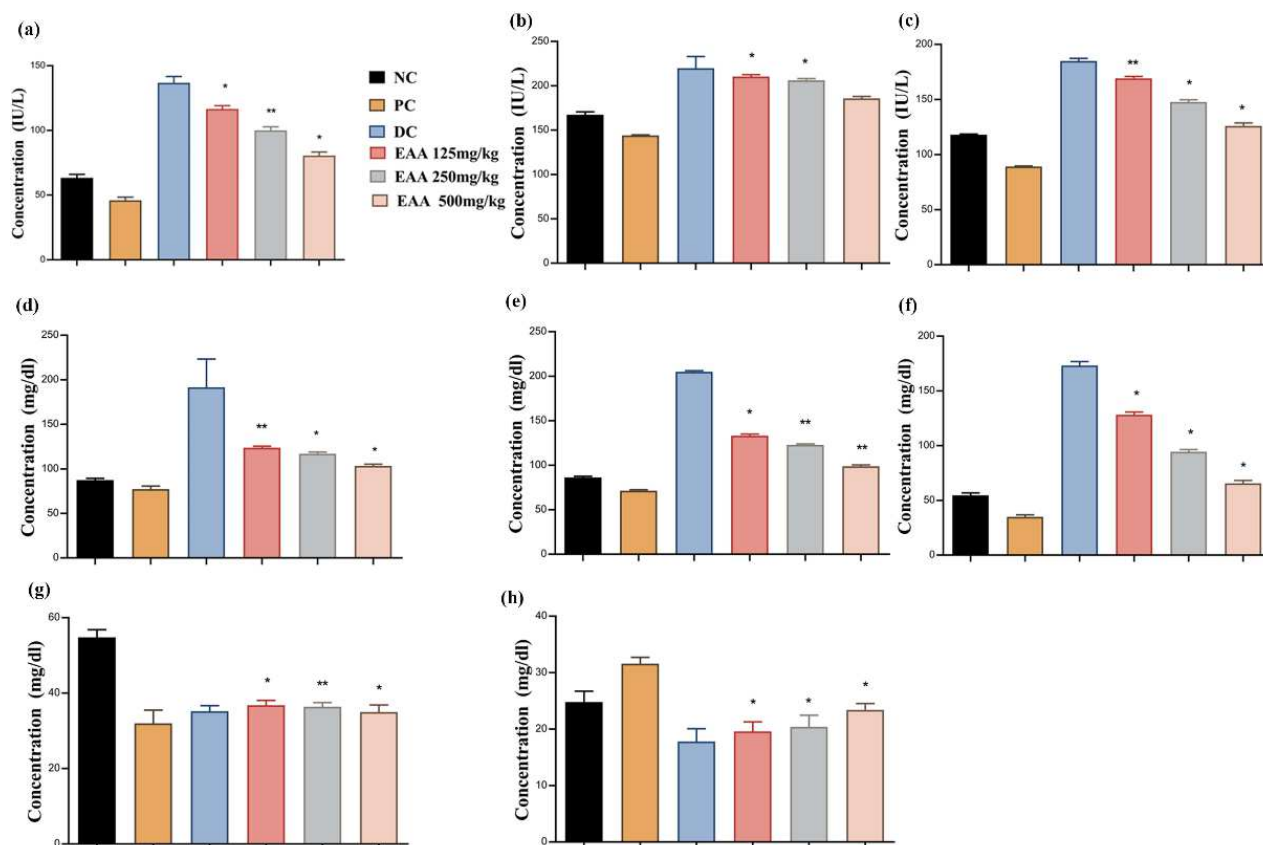 (a)
Concentration (IU/L)
150
100
50
0
*
**
*
NC
PC
DC
EAA 125mg/kg
EAA 250mg/kg
EAA 500mg/kg
(b)
Concentration (IU/L)
250
200
150
100
50
0
*
*
(c)
Concentration (IU/L)
200
150
100
50
0
**
*
*
(d)
Concentration (mg/dl)
250
200
150
100
50
0
**
*
*
(e)
Concentration (mg/dl)
250
200
150
100
50
0
*
**
**
(f)
Concentration (mg/dl)
200
150
100
50
0
*
*
*
(g)
Concentration (mg/dl)
60
40
20
0
*
**
*
(h)
Concentration (mg/dl)
40
30
20
10
0
*
*
*